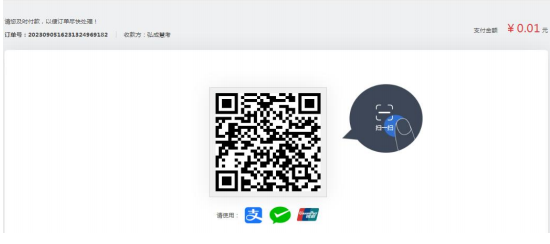 请您及时付款，以便订单尽快处理！
订单号：2023090516231324969182 | 收款方：弘成慧考
支付金额 ￥0.01元
扫一扫
请使用：支